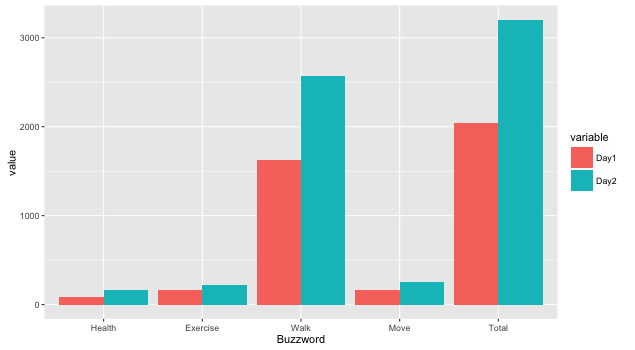 3000
2000
1000
0
value
Health Exercise Walk Move Total
Buzzword
variable
Day1
Day2